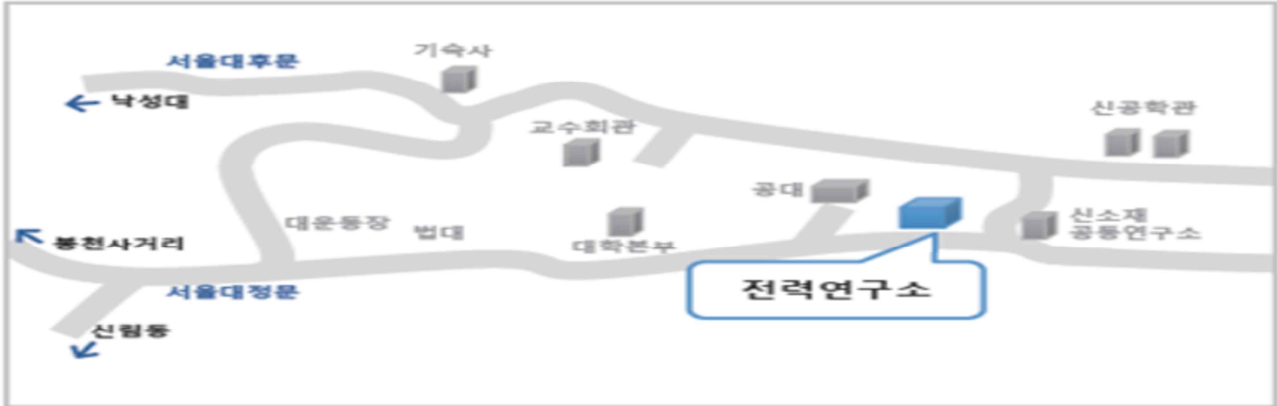 기숙사
서울대후문
낙성대
신공학관
교수회관
공대
신소재
공동연구소
대운동장
법대
대학본부
봉천사거리
서울대정문
전력연구소
신림동